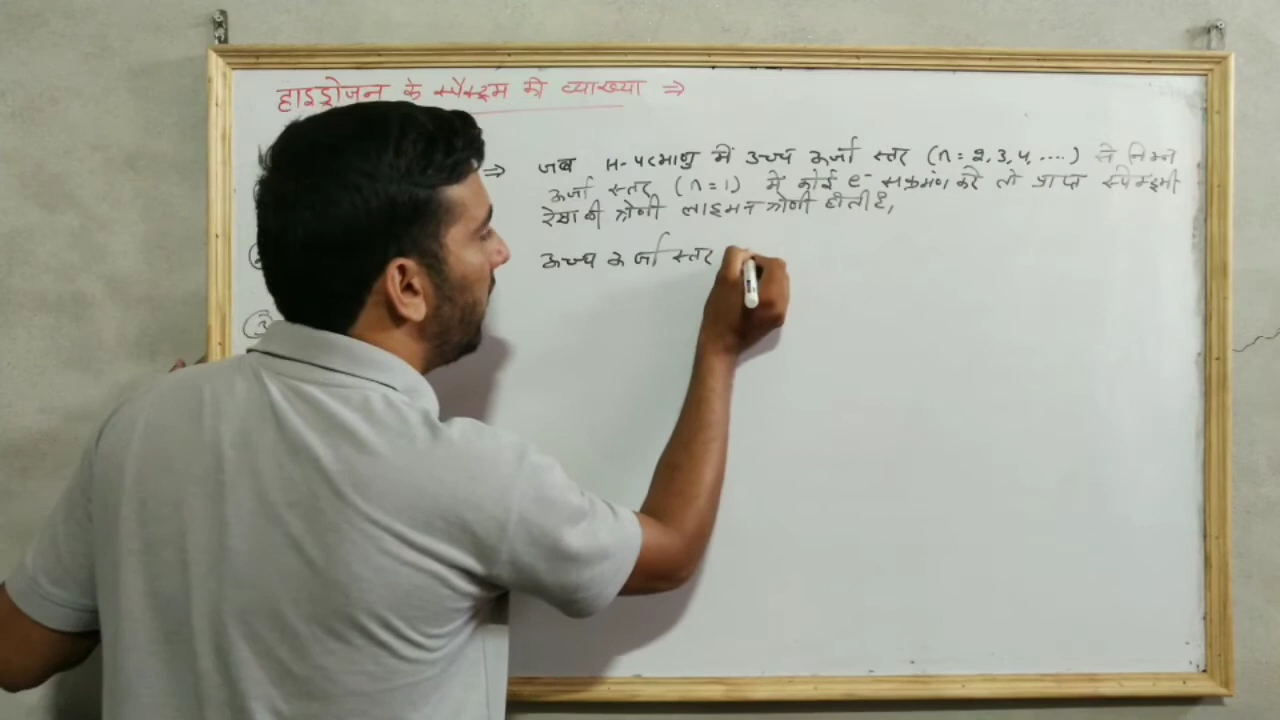 हाइड्रोजन के स्पैक्ट्रम की व्याख्या ⇒
⇒ जब H-परमाणु में उच्च ऊर्जा स्तर (n = 2, 3, 4, ....) से निम्न
ऊर्जा स्तर (n = 1) में कोई e⁻ संक्रमण करे तो प्राप्त स्पेक्ट्रमी
रेखा की श्रेणी लाइमन श्रेणी होती है,
उच्च ऊर्जा स्तर
③